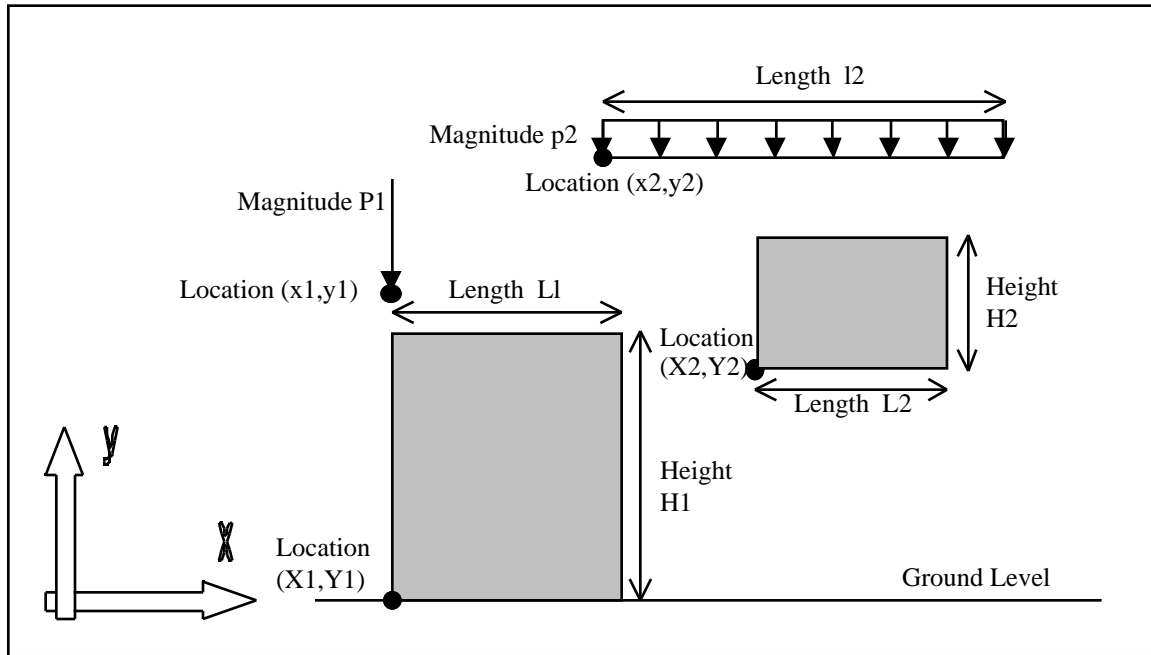 Length l2
Magnitude p2
Location (x2,y2)
Magnitude P1
Location (x1,y1)
Length Ll
Height
H2
Location
(X2,Y2)
Length L2
y
Height
H1
x
Location
(X1,Y1)
Ground Level